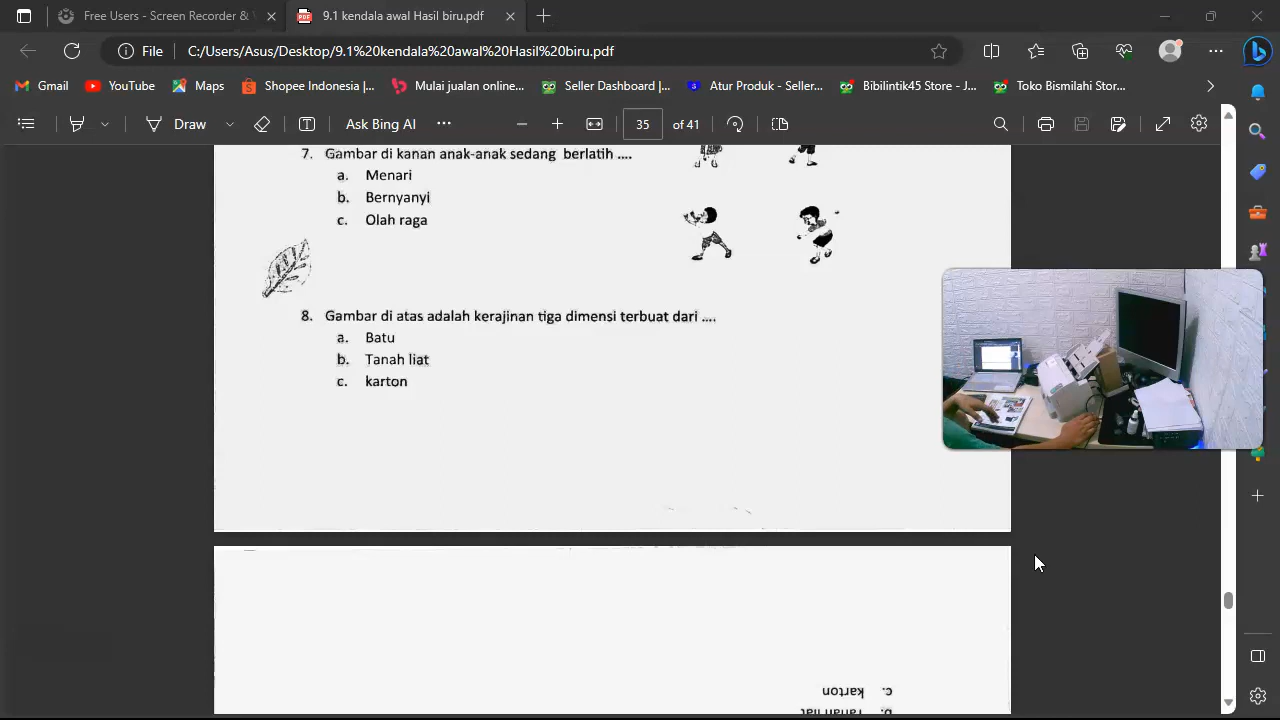 Free Users - Screen Recorder &
9.1 kendala awal Hasil biru.pdf
File
C:/Users/Asus/Desktop/9.1%20kendala%20awal%20Hasil%20biru.pdf
Gmail
YouTube
Maps
Shopee Indonesia |...
Mulai jualan online...
Seller Dashboard |...
Atur Produk - Seller...
Bibilintik45 Store - J...
Toko Bismilahi Stor...
Draw
Ask Bing AI
35 of 41
7. Gambar di kanan anak-anak sedang berlatih ....
a. Menari
b. Bernyanyi
c. Olah raga
8. Gambar di atas adalah kerajinan tiga dimensi terbuat dari ....
a. Batu
b. Tanah liat
c. karton
c. karton
b. Tanah liat